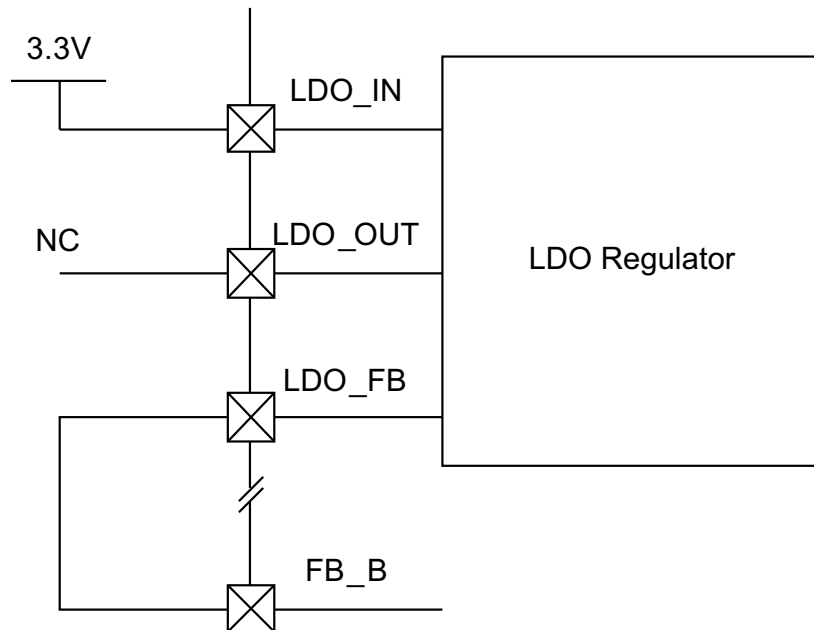 3.3V
LDO_IN
NC
LDO_OUT
LDO Regulator
LDO_FB
FB_B